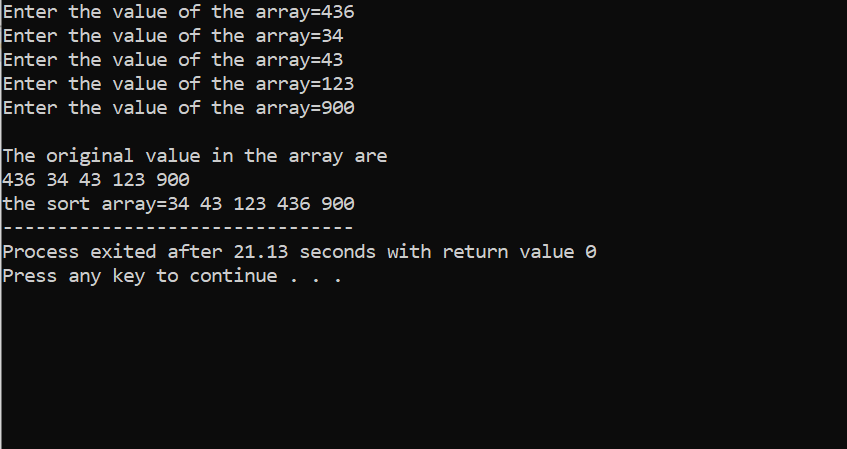 Enter the value of the array=436
Enter the value of the array=34
Enter the value of the array=43
Enter the value of the array=123
Enter the value of the array=900
The original value in the array are
436 34 43 123 900
the sort array=34 43 123 436 900
--------------------------------
Process exited after 21.13 seconds with return value 0
Press any key to continue . . .